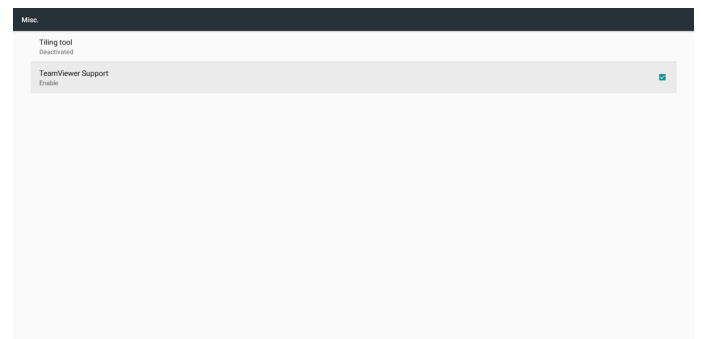 Misc.
Tiling tool
Deactivated
TeamViewer Support
Enable